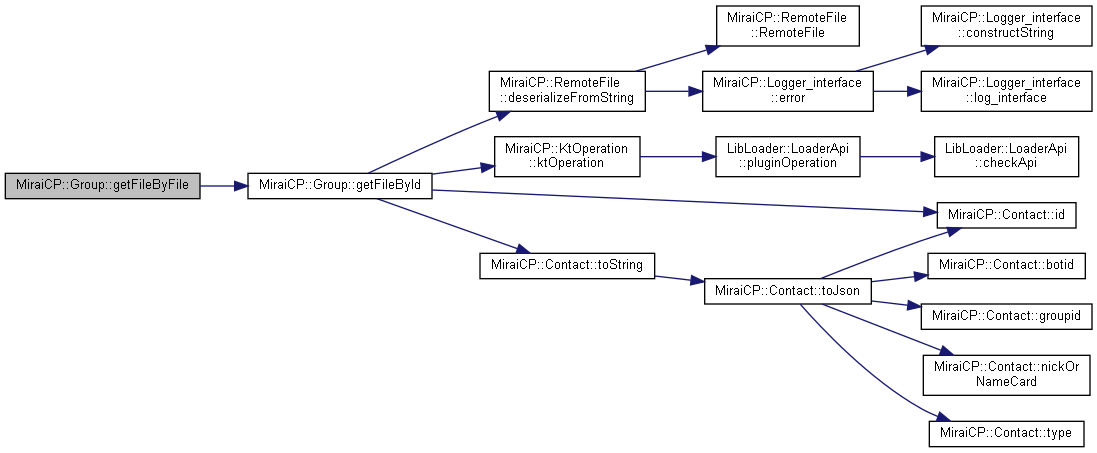 MiraiCP::Group::getFileByFile
MiraiCP::Group::getFileById
MiraiCP::RemoteFile
::deserializeFromString
MiraiCP::RemoteFile
::RemoteFile
MiraiCP::Logger_interface
::error
MiraiCP::Logger_interface
::constructString
MiraiCP::Logger_interface
::log_interface
MiraiCP::KtOperation
::ktOperation
LibLoader::LoaderApi
::pluginOperation
LibLoader::LoaderApi
::checkApi
MiraiCP::Contact::id
MiraiCP::Contact::toString
MiraiCP::Contact::toJson
MiraiCP::Contact::botid
MiraiCP::Contact::groupid
MiraiCP::Contact::nickOr
NameCard
MiraiCP::Contact::type